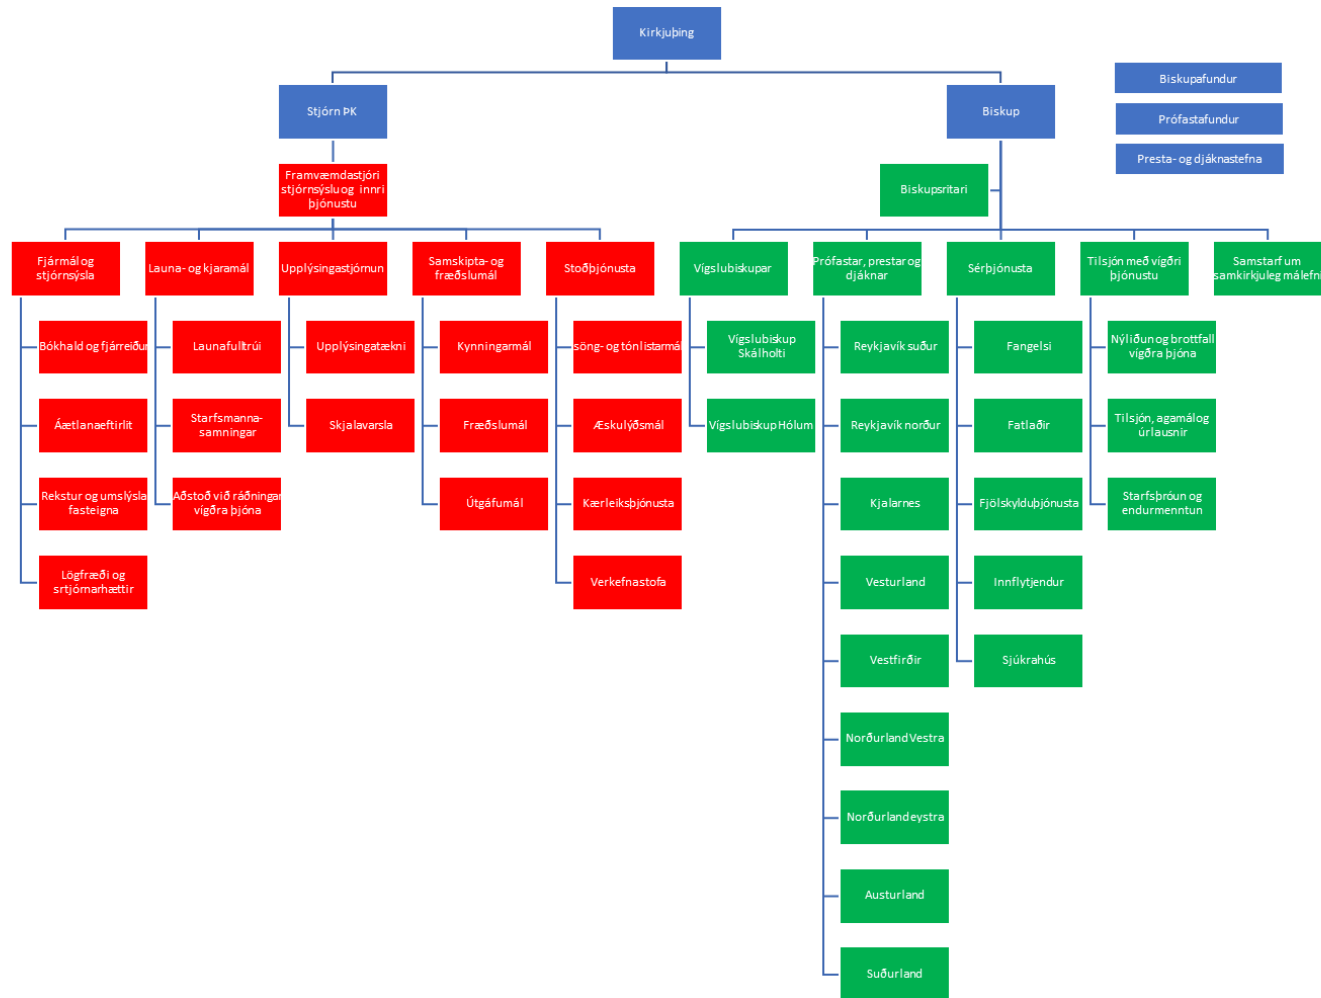 Kirkjuþing
Biskupafundur
Prófastafundur
Presta- og djáknastefna
Stjórn ÞK
Biskup
Framvæmdastjóri
stjórnsýslu og innri
þjónustu
Biskupsritari
Fjármál og
stjórnsýsla
Launa- og kjaramál
Upplýsingastjórnun
Samskipta- og
fræðslumál
Stoðþjónusta
Vígslubiskupar
Prófastar, prestar og
djáknar
Sérþjónusta
Tilsjón með vígðri
þjónustu
Samstarf um
samkirkjuleg málefni
Bókhald og fjárreiður
Áætlanaeftirlit
Rekstur og umslýsla
fasteigna
Lögfræði og
srtjórnarhættir
Launafulltrúi
Starfsmanna-
samningar
Aðstoð við ráðningar
vígðra þjóna
Upplýsingatækni
Skjalavarsla
Kynningarmál
Fræðslumál
Útgáfumál
söng- og tónlistarmál
Æskulýðsmál
Kærleiksþjónusta
Verkefnastofa
Vígslubiskup
Skálholti
Vígslubiskup Hólum
Reykjavík suður
Reykjavík norður
Kjalarnes
Vesturland
Vestfirðir
Norðurland Vestra
Norðurland eystra
Austurland
Suðurland
Fangelsi
Fatlaðir
Fjölskylduþjónusta
Innflytjendur
Sjúkrahús
Nýliðun og brottfall
vígðra þjóna
Tilsjón, agamál og
úrlausnir
Starfsþróun og
endurmenntun